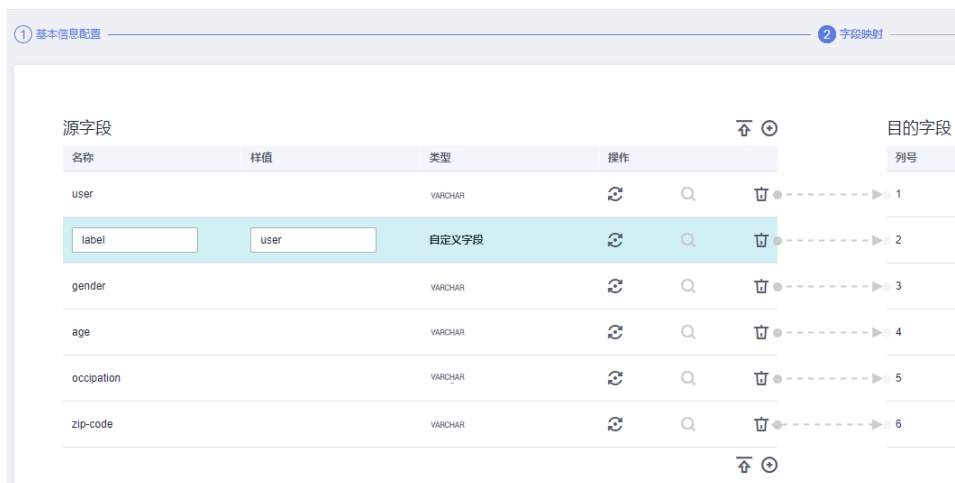 1 基本信息配置
2 字段映射
源字段 目的字段
名称 样值 类型 操作 列号
user VARCHAR 1
label user 自定义字段 2
gender VARCHAR 3
age VARCHAR 4
occipation VARCHAR 5
zip-code VARCHAR 6